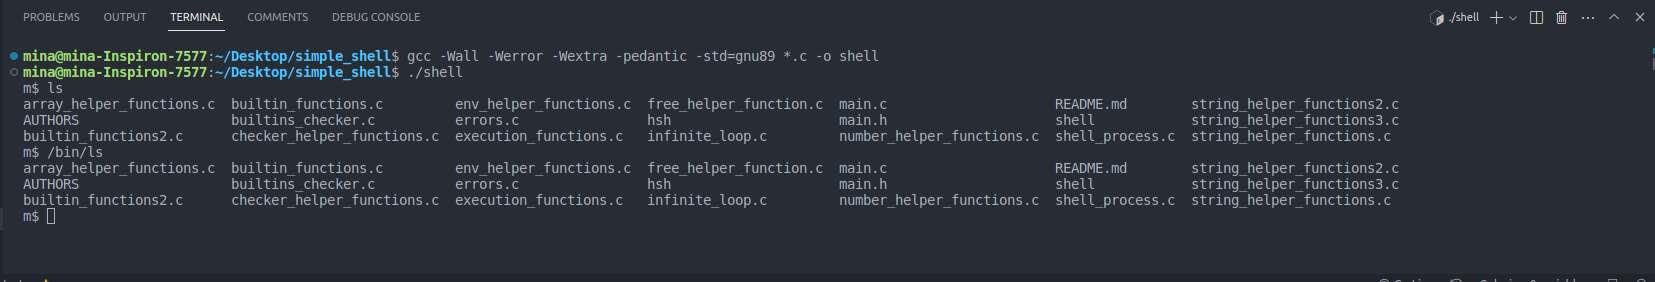 PROBLEMS OUTPUT TERMINAL COMMENTS DEBUG CONSOLE ./shell
mina@mina-Inspiron-7577:~/Desktop/simple_shell$ gcc -Wall -Werror -Wextra -pedantic -std=gnu89 *.c -o shell
mina@mina-Inspiron-7577:~/Desktop/simple_shell$ ./shell
m$ ls
array_helper_functions.c builtin_functions.c env_helper_functions.c free_helper_function.c main.c README.md string_helper_functions2.c
AUTHORS builtins_checker.c errors.c hsh main.h shell string_helper_functions3.c
builtin_functions2.c checker_helper_functions.c execution_functions.c infinite_loop.c number_helper_functions.c shell_process.c string_helper_functions.c
m$ /bin/ls
array_helper_functions.c builtin_functions.c env_helper_functions.c free_helper_function.c main.c README.md string_helper_functions2.c
AUTHORS builtins_checker.c errors.c hsh main.h shell string_helper_functions3.c
builtin_functions2.c checker_helper_functions.c execution_functions.c infinite_loop.c number_helper_functions.c shell_process.c string_helper_functions.c
m$